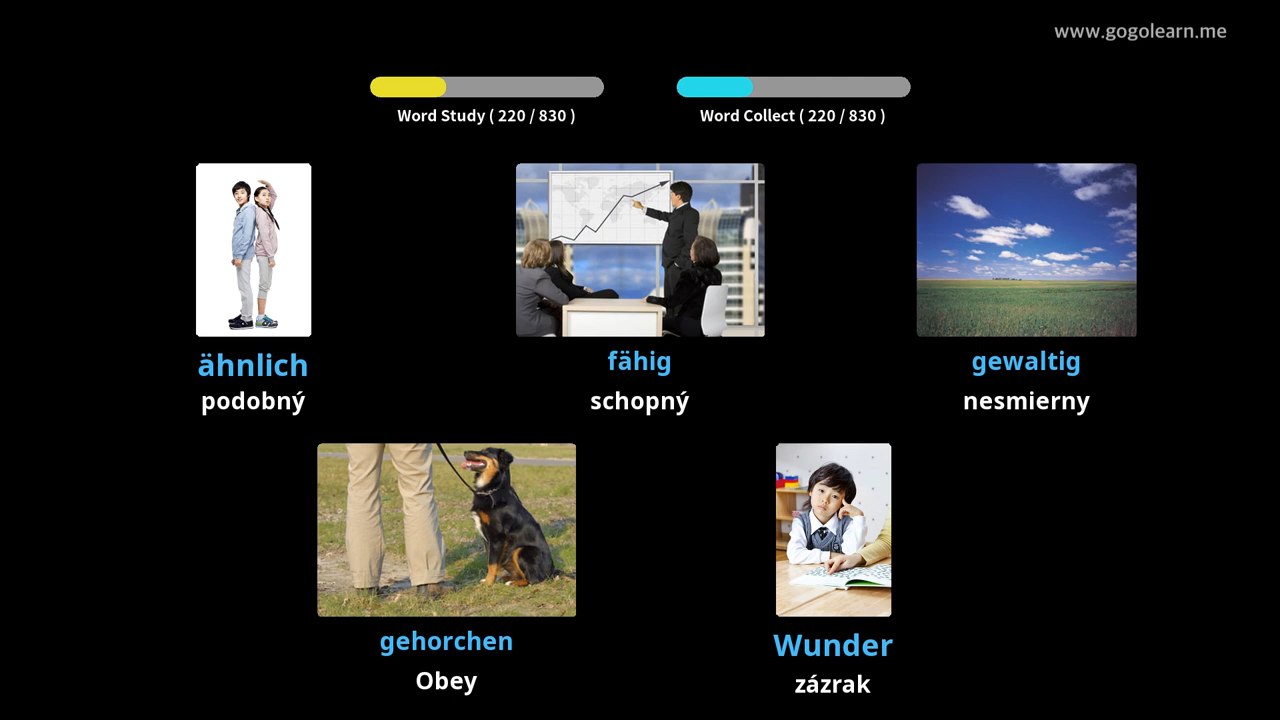 www.gogolearn.me
Word Study ( 220 / 830 )
Word Collect ( 220 / 830 )
ähnlich
podobný
fähig
schopný
gewaltig
nesmierny
gehorchen
Obey
Wunder
zázrak